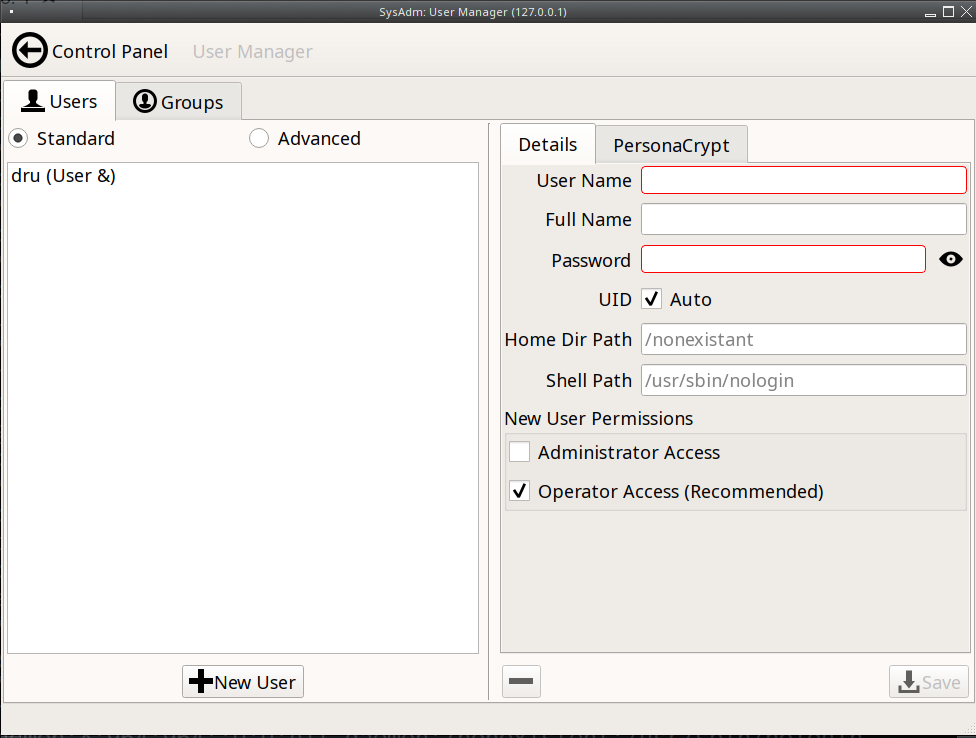 SysAdm: User Manager (127.0.0.1)
Control Panel User Manager
Users Groups
Standard Advanced
dru (User &)
New User
Details PersonaCrypt
User Name
Full Name
Password
UID Auto
Home Dir Path /nonexistant
Shell Path /usr/sbin/nologin
New User Permissions
Administrator Access
Operator Access (Recommended)
Save